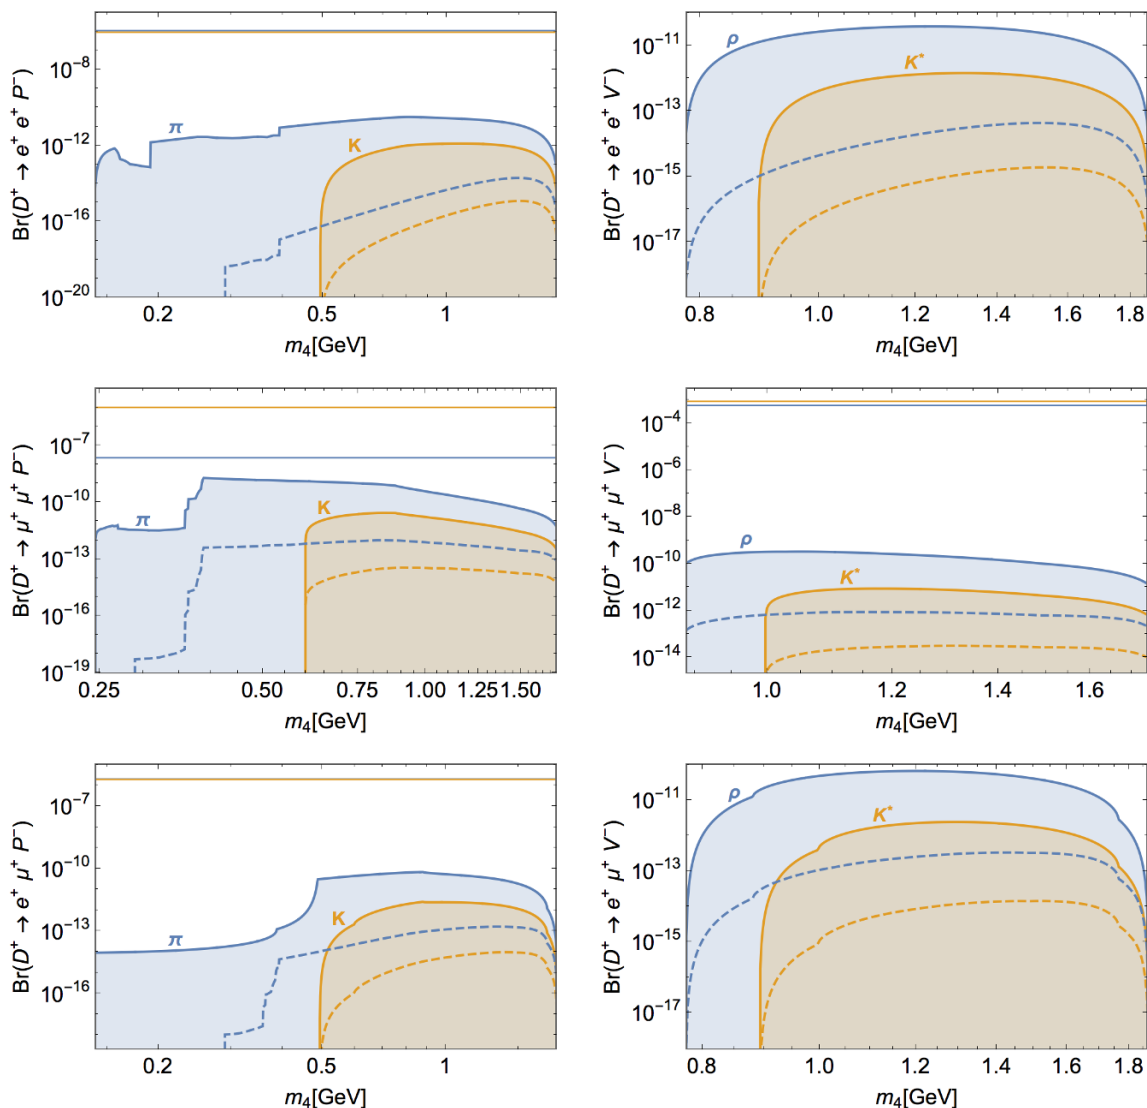 Br(D⁺ → e⁺ e⁺ P⁻)
10⁻⁸
10⁻¹²
10⁻¹⁶
10⁻²⁰
π
K
0.2 0.5 1
m₄[GeV]
Br(D⁺ → e⁺ e⁺ V⁻)
10⁻¹¹
10⁻¹³
10⁻¹⁵
10⁻¹⁷
ρ
K*
0.8 1.0 1.2 1.4 1.6 1.8
m₄[GeV]
Br(D⁺ → μ⁺ μ⁺ P⁻)
10⁻⁷
10⁻¹⁰
10⁻¹³
10⁻¹⁶
10⁻¹⁹
π
K
0.25 0.50 0.75 1.00 1.25 1.50
m₄[GeV]
Br(D⁺ → μ⁺ μ⁺ V⁻)
10⁻⁴
10⁻⁶
10⁻⁸
10⁻¹⁰
10⁻¹²
10⁻¹⁴
ρ
K*
1.0 1.2 1.4 1.6
m₄[GeV]
Br(D⁺ → e⁺ μ⁺ P⁻)
10⁻⁷
10⁻¹⁰
10⁻¹³
10⁻¹⁶
π
K
0.2 0.5 1
m₄[GeV]
Br(D⁺ → e⁺ μ⁺ V⁻)
10⁻¹¹
10⁻¹³
10⁻¹⁵
10⁻¹⁷
ρ
K*
0.8 1.0 1.2 1.4 1.6 1.8
m₄[GeV]